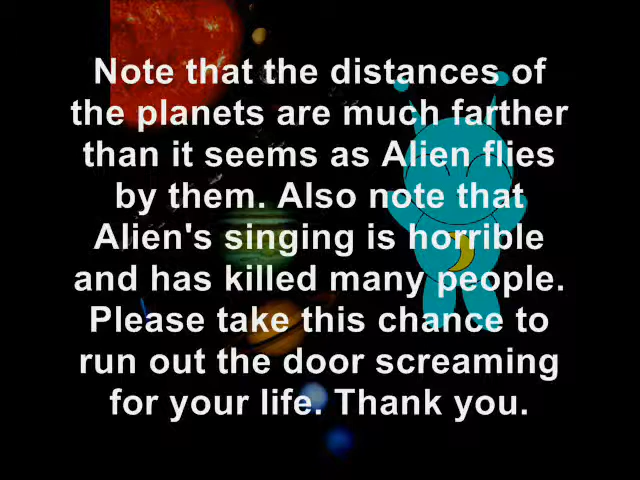 Note that the distances of
the planets are much farther
than it seems as Alien flies
by them. Also note that
Alien's singing is horrible
and has killed many people.
Please take this chance to
run out the door screaming
for your life. Thank you.